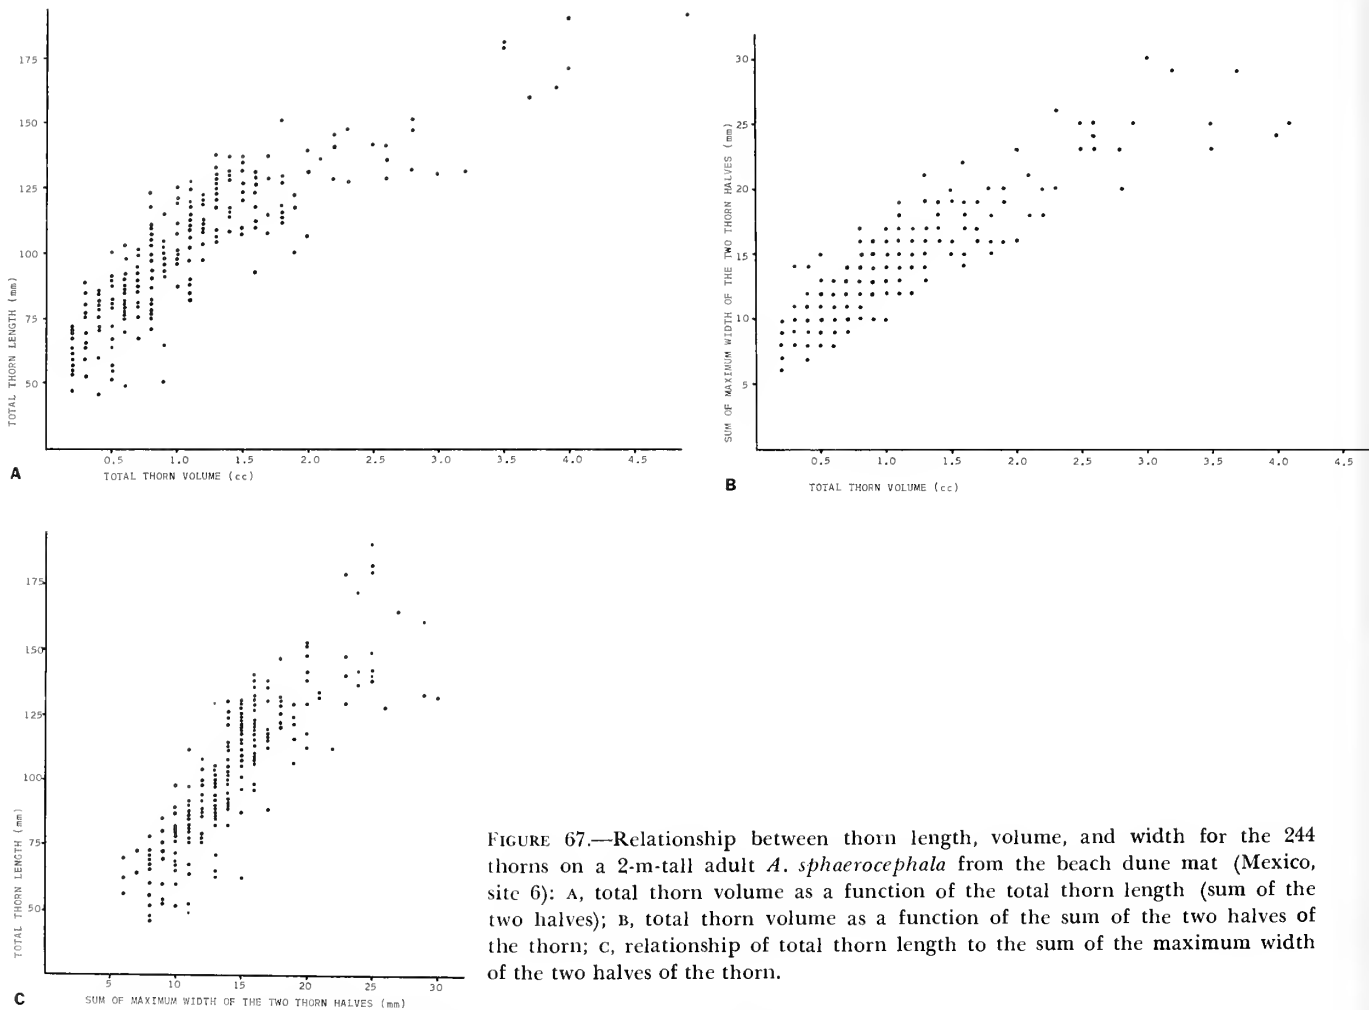 175
150
125
100
75
50
TOTAL THORN LENGTH (mm)
0.5 1.0 1.5 2.0 2.5 3.0 3.5 4.0 4.5
A
TOTAL THORN VOLUME (cc)
30
25
20
15
10
5
SUM OF MAXIMUM WIDTH OF THE TWO THORN HALVES (mm)
0.5 1.0 1.5 2.0 2.5 3.0 3.5 4.0 4.5
B
TOTAL THORN VOLUME (cc)
175
150
125
100
75
50
TOTAL THORN LENGTH (mm)
5 10 15 20 25 30
C
SUM OF MAXIMUM WIDTH OF THE TWO THORN HALVES (mm)
FIGURE 67.—Relationship between thorn length, volume, and width for the 244
thorns on a 2-m-tall adult A. sphaerocephala from the beach dune mat (Mexico,
site 6): A, total thorn volume as a function of the total thorn length (sum of the
two halves); B, total thorn volume as a function of the sum of the two halves of
the thorn; C, relationship of total thorn length to the sum of the maximum width
of the two halves of the thorn.